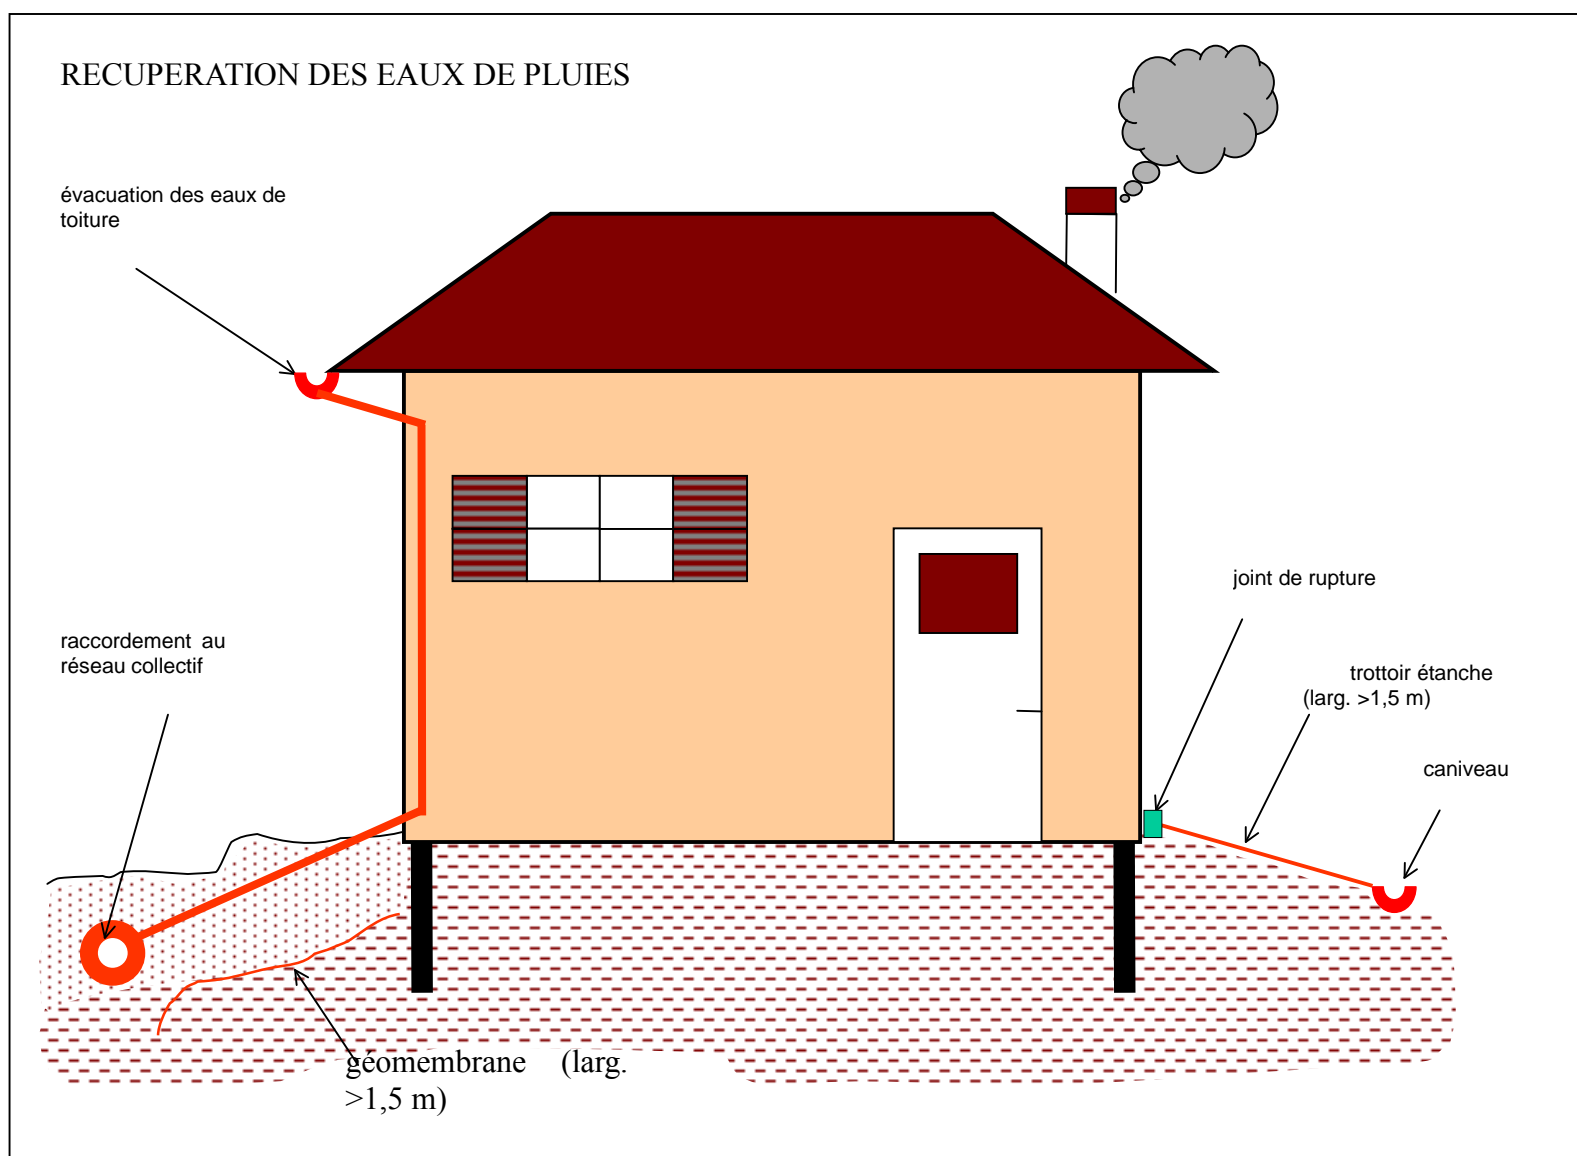 RECUPERATION DES EAUX DE PLUIES
évacuation des eaux de
toiture
joint de rupture
raccordement au
réseau collectif
trottoir étanche
(larg. >1,5 m)
caniveau
géomembrane (larg.
>1,5 m)